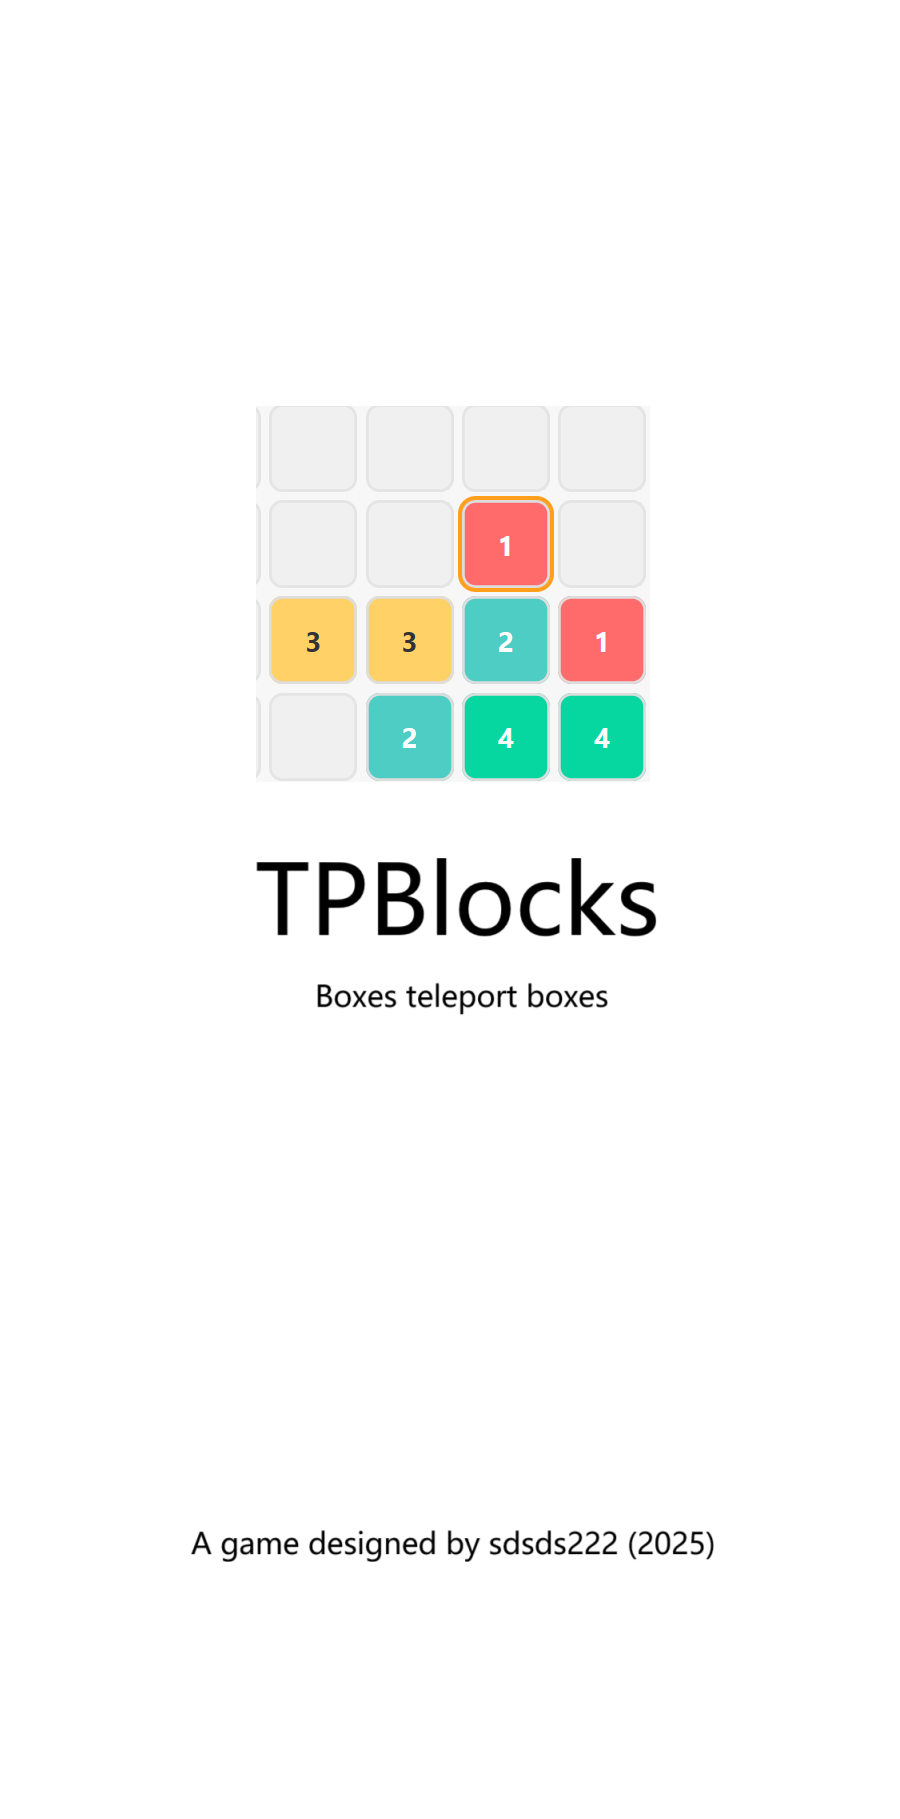 1
3 3 2 1
2 4 4
TPBlocks
Boxes teleport boxes
A game designed by sdsds222 (2025)